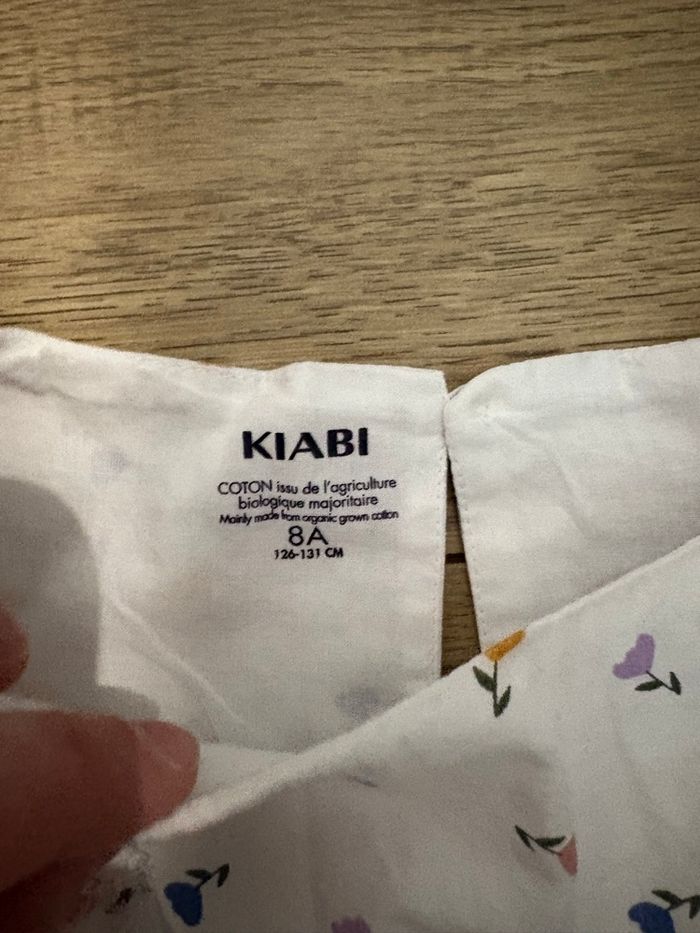 KIABI
COTON issu de l'agriculture
biologique majoritaire
Mainly made from organic grown cotton
8A
126-131 CM